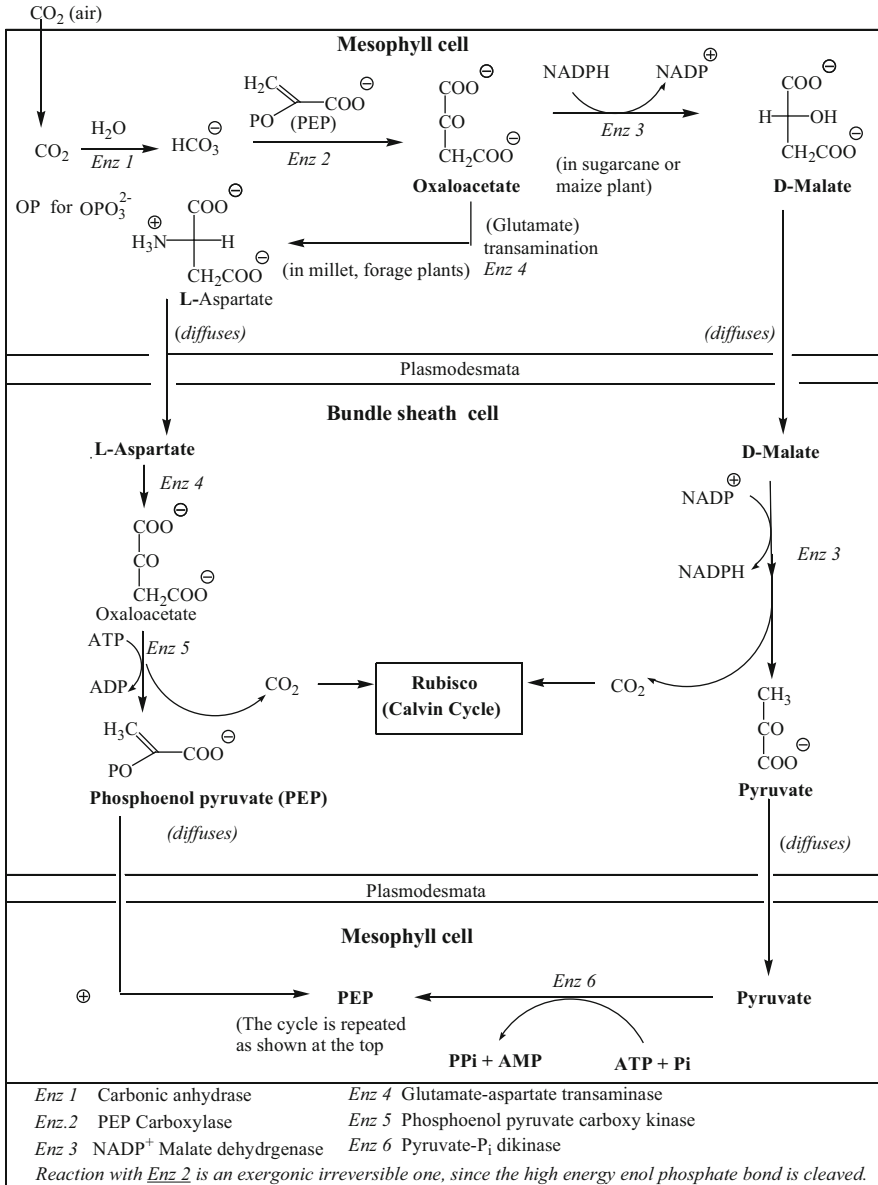 CO₂ (air)
Mesophyll cell
CO₂
H₂O
Enz 1
HCO₃⊖
H₂C
COO⊖
PO
(PEP)
Enz 2
COO⊖
CO
CH₂COO⊖
Oxaloacetate
NADPH
NADP⊕
Enz 3
(in sugarcane or
maize plant)
COO⊖
H
OH
CH₂COO⊖
D-Malate
OP for OPO₃²⁻
COO⊖
H₃N⊕
H
CH₂COO⊖
L-Aspartate
(in millet, forage plants)
(Glutamate)
transamination
Enz 4
(diffuses)
(diffuses)
Plasmodesmata
Bundle sheath cell
.L-Aspartate
Enz 4
COO⊖
CO
CH₂COO⊖
Oxaloacetate
ATP
Enz 5
ADP
CO₂
H₃C
COO⊖
PO
Phosphoenol pyruvate (PEP)
(diffuses)
Rubisco
(Calvin Cycle)
D-Malate
NADP⊕
NADPH
Enz 3
CO₂
CH₃
CO
COO⊖
Pyruvate
(diffuses)
Plasmodesmata
Mesophyll cell
⊕
PEP
(The cycle is repeated
as shown at the top
Enz 6
Pyruvate
PPi + AMP
ATP + Pi
Enz 1 Carbonic anhydrase
Enz.2 PEP Carboxylase
Enz 3 NADP⁺ Malate dehydrgenase
Enz 4 Glutamate-aspartate transaminase
Enz 5 Phosphoenol pyruvate carboxy kinase
Enz 6 Pyruvate-Pᵢ dikinase
Reaction with Enz 2 is an exergonic irreversible one, since the high energy enol phosphate bond is cleaved.